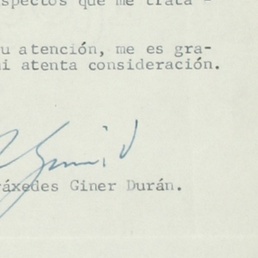 spectos que me trata -
u atención, me es gra-
i atenta consideración.
áxedes Giner Durán.